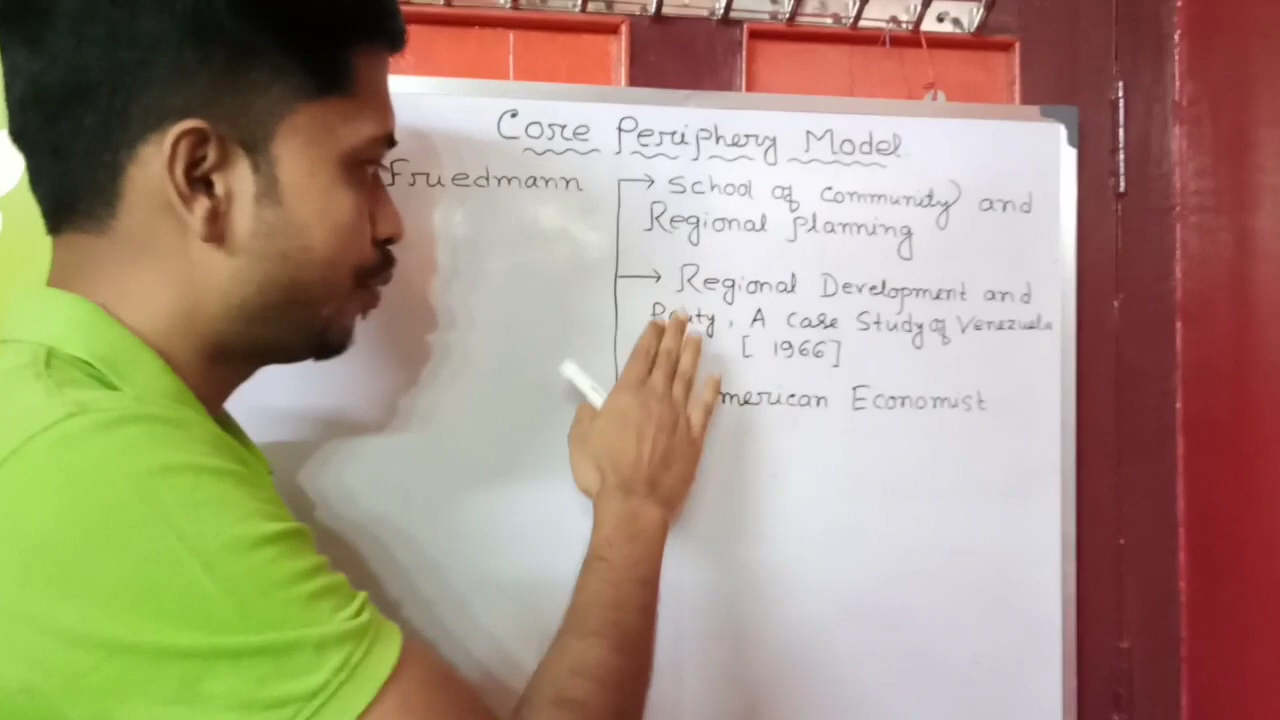 Core Periphery Model
Friedmann
→ School of Community and
Regional planning
→ Regional Development and
A Case Study of Venezuela
[ 1966]
merican Economist